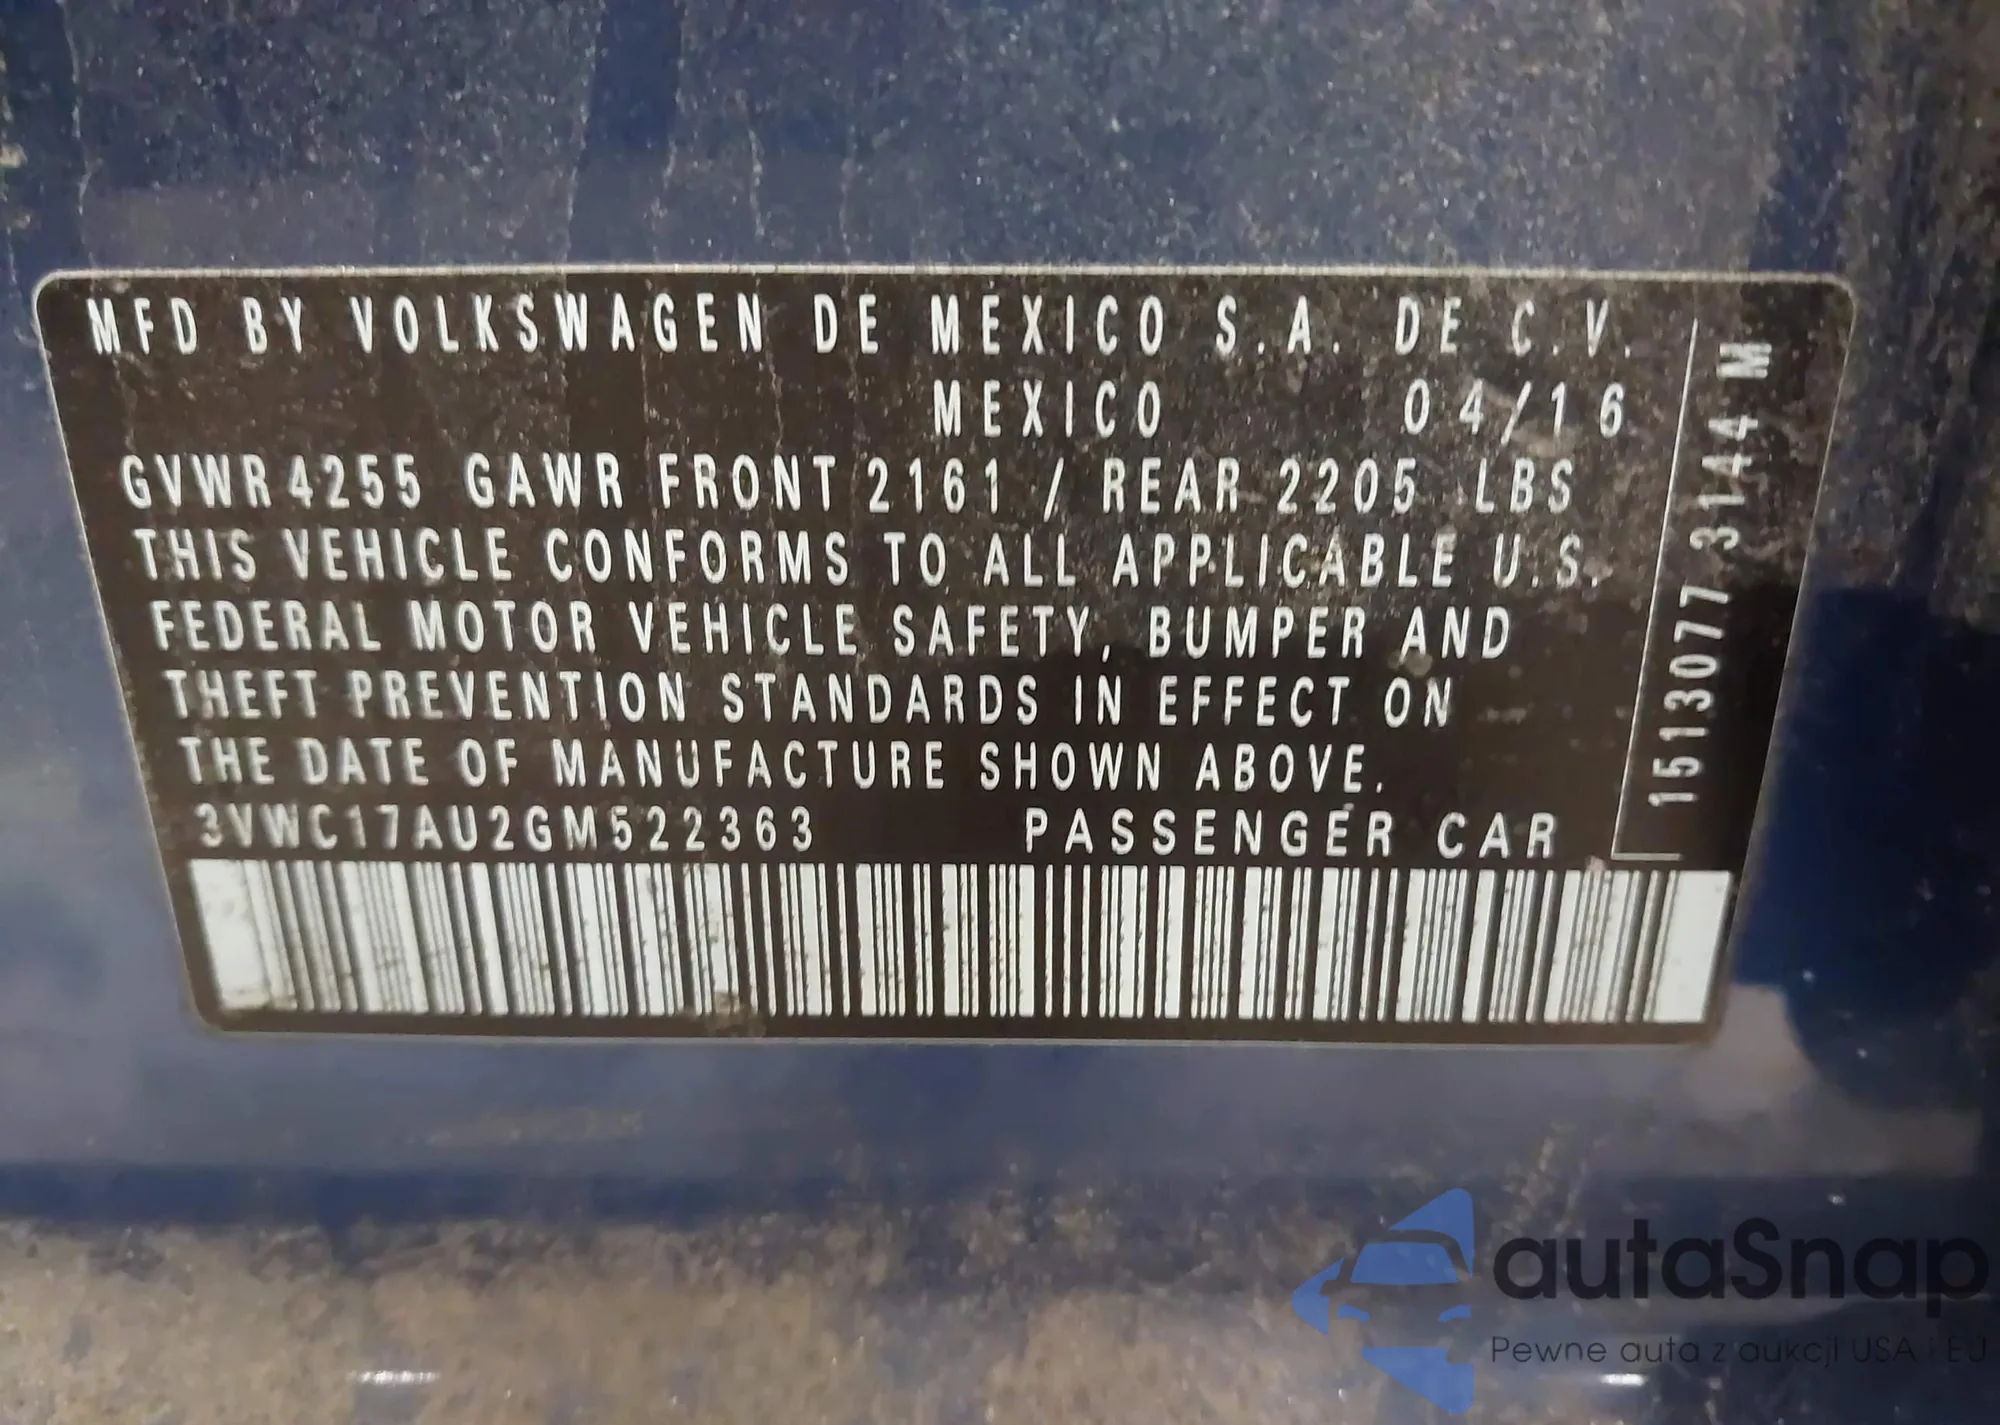 MFD BY VOLKSWAGEN DE MEXICO S.A. DE C.V.
MEXICO 04/16
GVWR 4255 GAWR FRONT 2161 / REAR 2205 LBS
THIS VEHICLE CONFORMS TO ALL APPLICABLE U.S.
FEDERAL MOTOR VEHICLE SAFETY, BUMPER AND
THEFT PREVENTION STANDARDS IN EFFECT ON
THE DATE OF MANUFACTURE SHOWN ABOVE.
3VWC17AU2GM522363 PASSENGER CAR
1513077 3144 M
autaSnap
Pewne auta z aukcji USA i EU